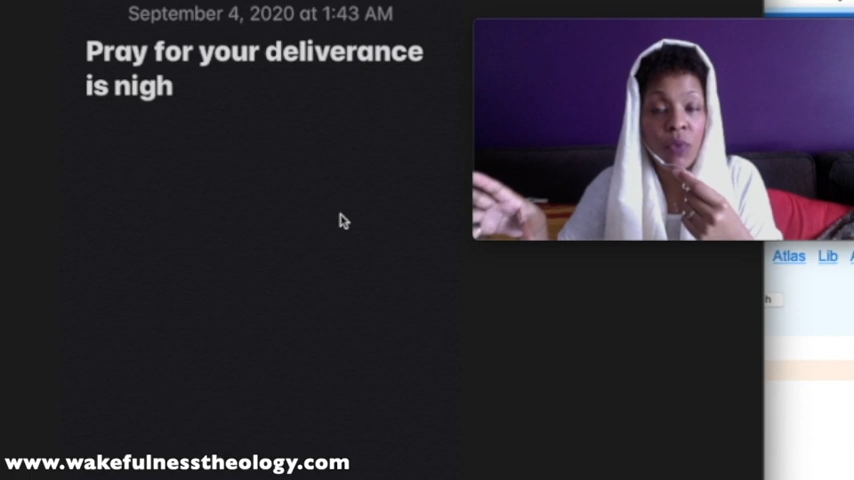 September 4, 2020 at 1:43 AM
Pray for your deliverance
is nigh
Atlas Lib
h
www.wakefulnesstheology.com